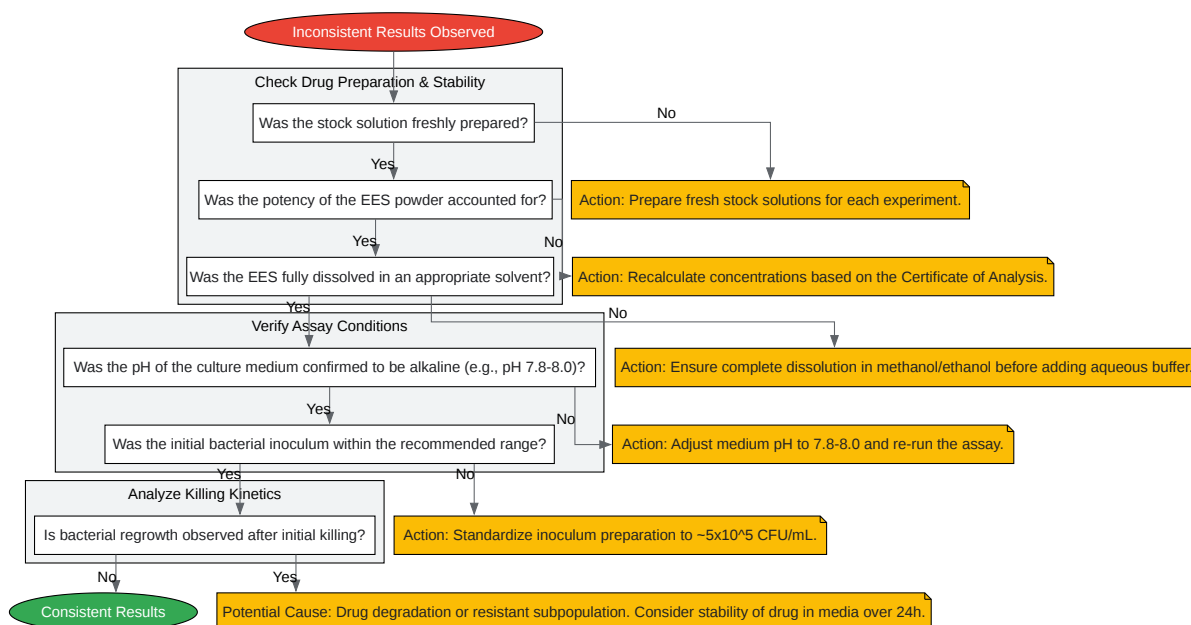 Inconsistent Results Observed
Check Drug Preparation & Stability
Was the stock solution freshly prepared?
No
Yes
Was the potency of the EES powder accounted for?
Action: Prepare fresh stock solutions for each experiment.
Yes
No
Was the EES fully dissolved in an appropriate solvent?
Action: Recalculate concentrations based on the Certificate of Analysis.
Yes
No
Verify Assay Conditions
Was the pH of the culture medium confirmed to be alkaline (e.g., pH 7.8-8.0)?
Action: Ensure complete dissolution in methanol/ethanol before adding aqueous buffer.
Yes
No
Was the initial bacterial inoculum within the recommended range?
Action: Adjust medium pH to 7.8-8.0 and re-run the assay.
Yes
No
Analyze Killing Kinetics
Is bacterial regrowth observed after initial killing?
Action: Standardize inoculum preparation to ~5x10^5 CFU/mL.
No
Yes
Consistent Results
Potential Cause: Drug degradation or resistant subpopulation. Consider stability of drug in media over 24h.